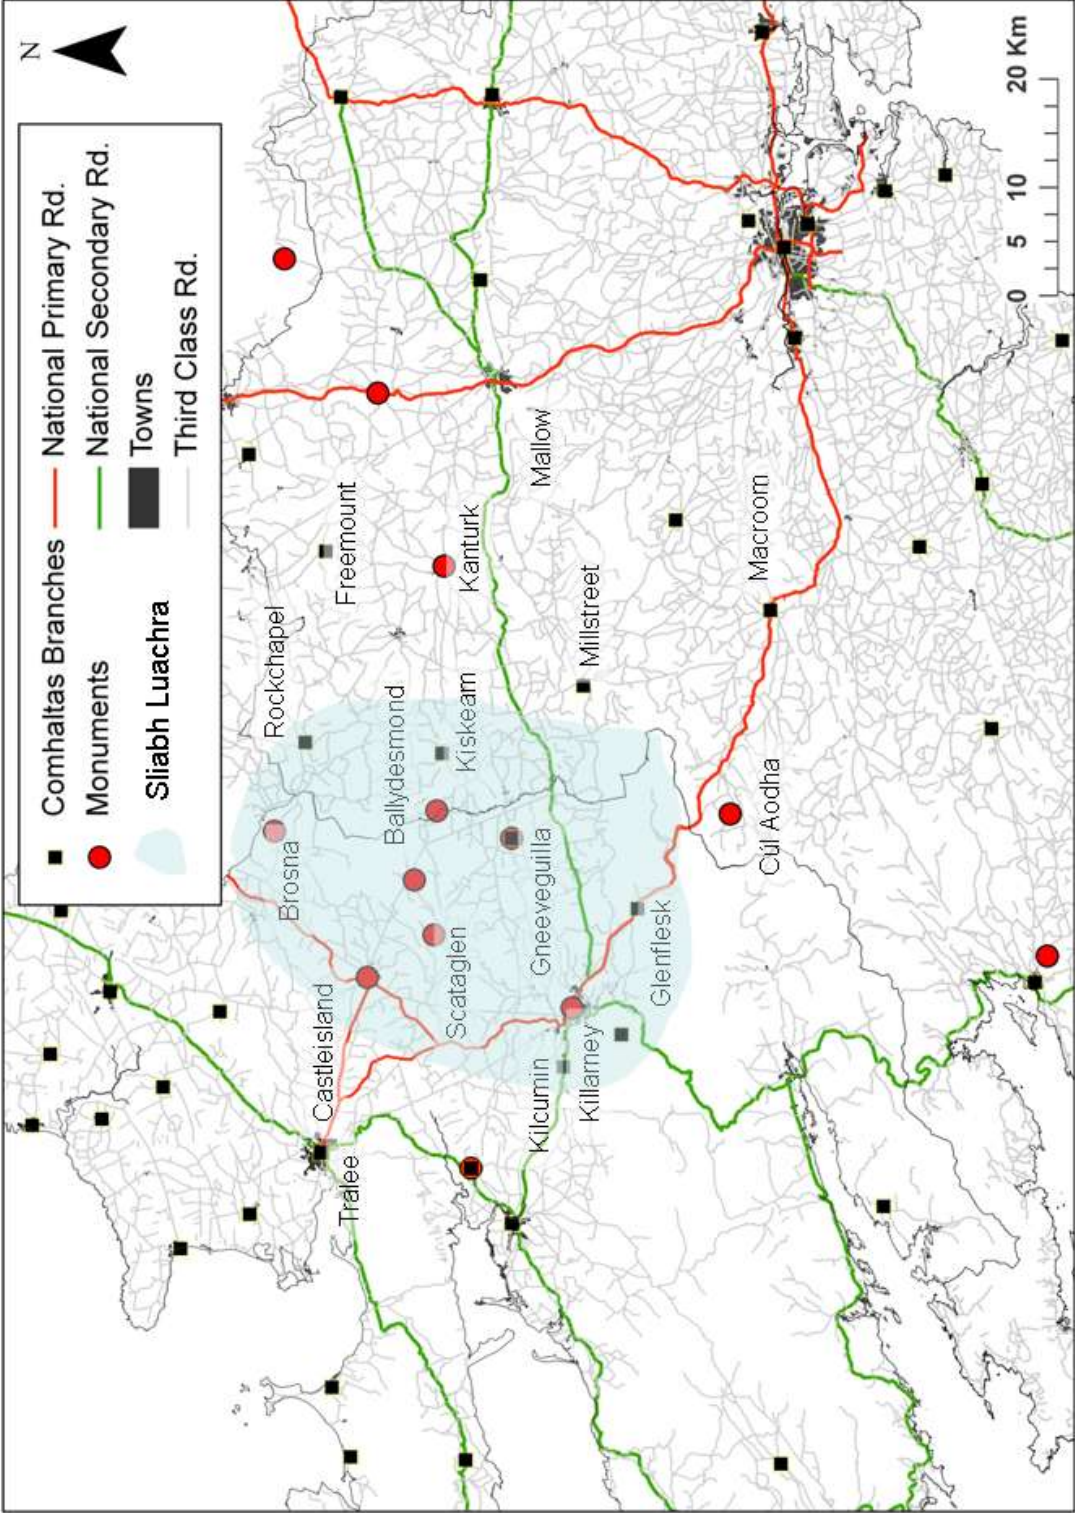 N
Comhaltas Branches
National Primary Rd.
Monuments
National Secondary Rd.
Sliabh Luachra
Towns
Third Class Rd.
Rockchapel
Freemount
Brosna
Ballydesmond
Kiskeam
Kanturk
Mallow
Castleisland
Tralee
Scataglen
Gneeveguilla
Millstreet
Kilcumin
Killarney
Glenflesk
Macroom
Cúl Aodha
0 5 10 20 Km